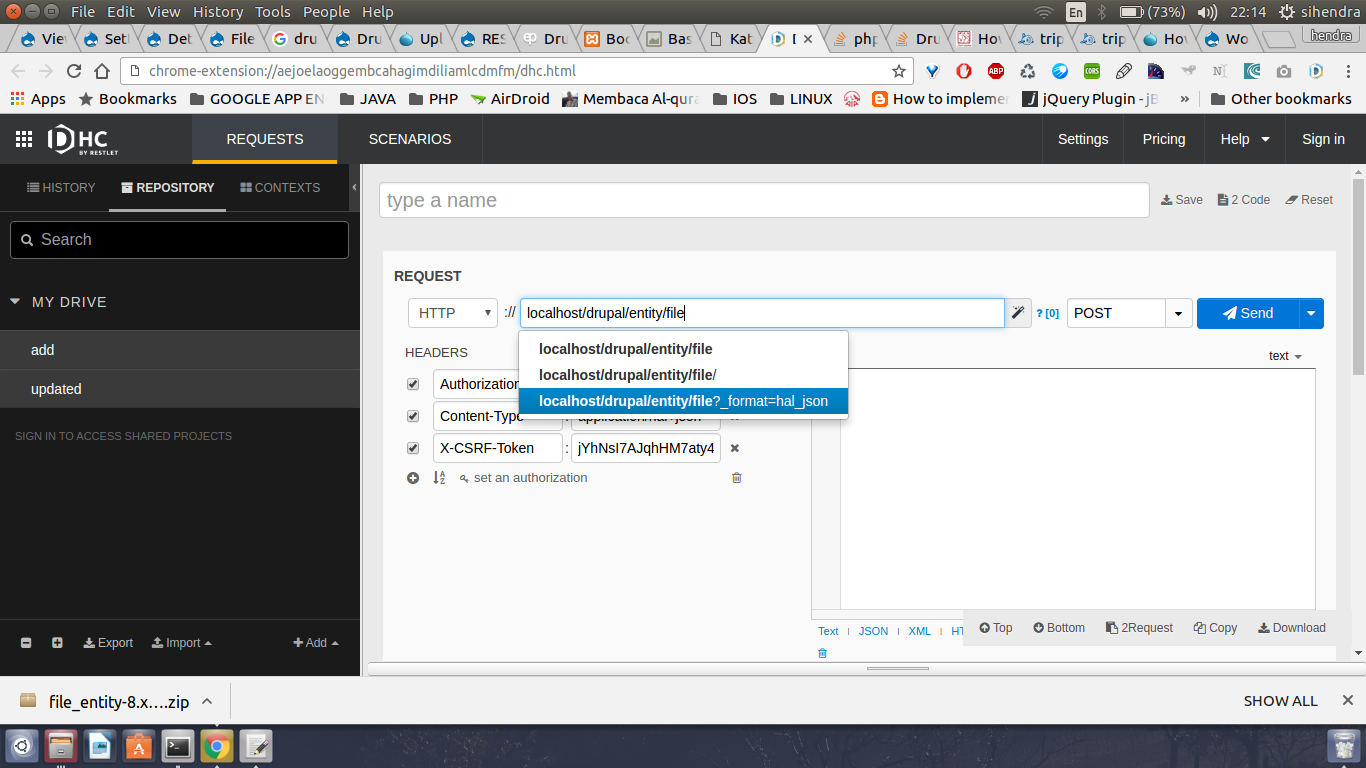 File Edit View History Tools People Help
En (73%) 22:14 sihendra
Vie Set Det File dru Dru Upl RES Dru Boo Bas Kat D php Dru Hov trip trip Hov Wo hendra
chrome-extension://aejoelaoggembcahagimdiliamlcdmfm/dhc.html
Apps Bookmarks GOOGLE APP EN JAVA PHP AirDroid Membaca Al-qura IOS LINUX How to implemen jQuery Plugin - jB » Other bookmarks
DHC BY RESTLET REQUESTS SCENARIOS Settings Pricing Help Sign in
HISTORY REPOSITORY CONTEXTS
type a name Save 2 Code Reset
Search
MY DRIVE
add
updated
SIGN IN TO ACCESS SHARED PROJECTS
Export Import Add
REQUEST
HTTP :// localhost/drupal/entity/file ? [0] POST Send
HEADERS
text
localhost/drupal/entity/file
localhost/drupal/entity/file/
localhost/drupal/entity/file?_format=hal_json
Authorization
Content-Type :
X-CSRF-Token : jYhNsI7AJqhHM7aty4
set an authorization
Text JSON XML HT
Top Bottom 2Request Copy Download
file_entity-8.x....zip SHOW ALL